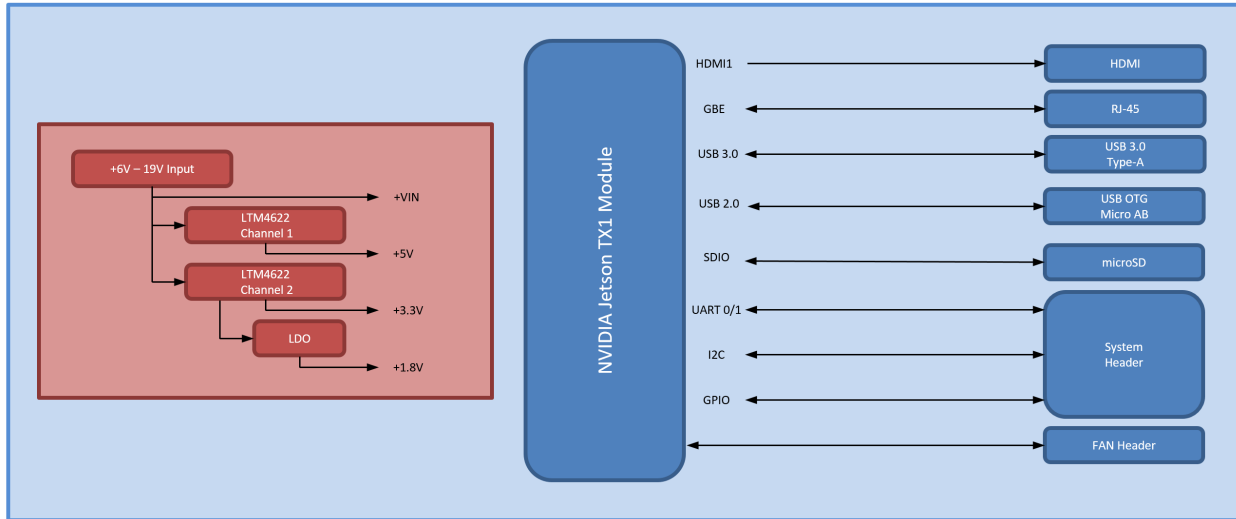 +6V – 19V Input
+VIN
LTM4622
Channel 1
+5V
LTM4622
Channel 2
+3.3V
LDO
+1.8V
NVIDIA Jetson TX1 Module
HDMI1
HDMI
GBE
RJ-45
USB 3.0
USB 3.0
Type-A
USB 2.0
USB OTG
Micro AB
SDIO
microSD
UART 0/1
I2C
GPIO
System
Header
FAN Header